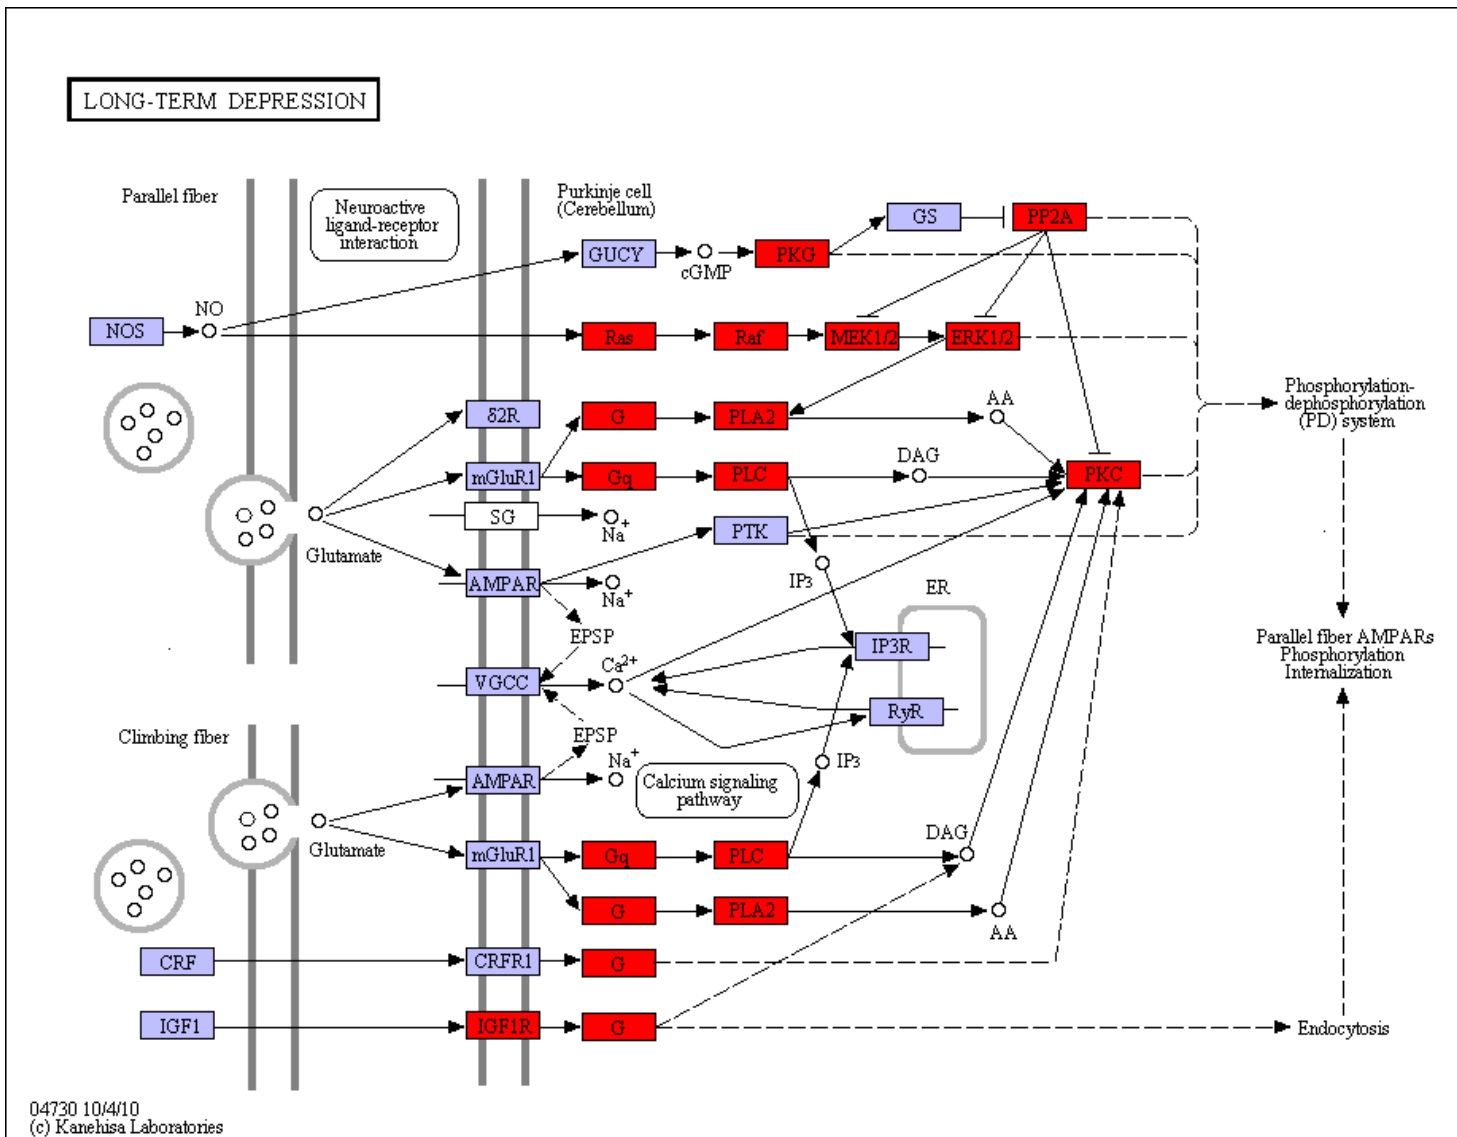 LONG-TERM DEPRESSION
Parallel fiber
Neuroactive
ligand-receptor
interaction
Purkinje cell
(Cerebellum)
GS
PP2A
GUCY
cGMP
PKG
NO
NOS
Ras
Raf
MEK1/2
ERK1/2
Phosphorylation-
dephosphorylation
(PD) system
δ2R
G
PLA2
AA
mGluR1
Gq
PLC
DAG
PKC
SG
Na+
PTK
Glutamate
AMPAR
Na+
IP3
ER
EPSP
IP3R
Parallel fiber AMPARs
Phosphorylation
Internalization
Ca2+
VGCC
RyR
Climbing fiber
EPSP
Na+
IP3
AMPAR
Calcium signaling
pathway
DAG
Glutamate
mGluR1
Gq
PLC
G
PLA2
AA
CRF
CRFR1
G
IGF1
IGF1R
G
Endocytosis
04730 10/4/10
(c) Kanehisa Laboratories